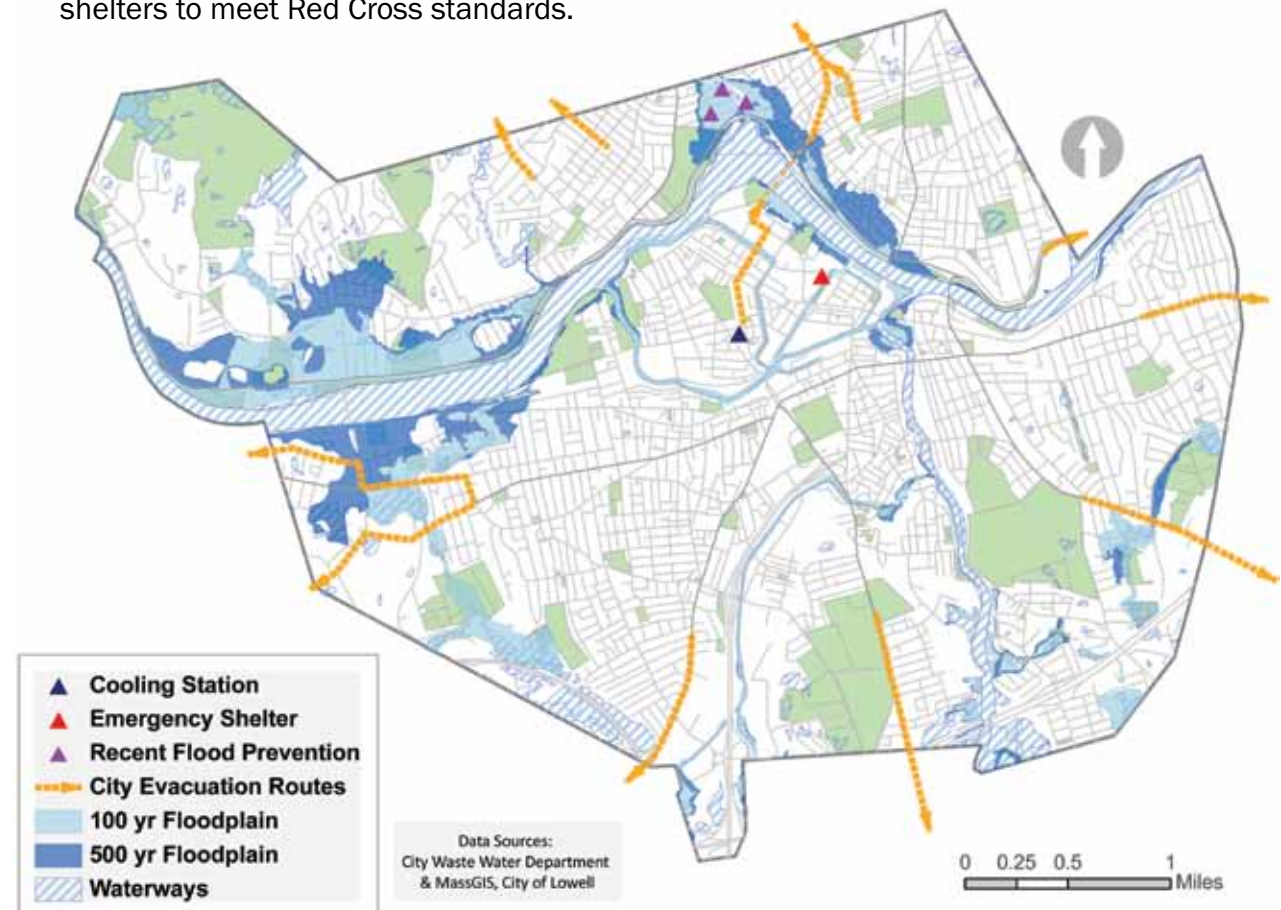 shelters to meet Red Cross standards.
Cooling Station
Emergency Shelter
Recent Flood Prevention
City Evacuation Routes
100 yr Floodplain
500 yr Floodplain
Waterways
Data Sources:
City Waste Water Department
& MassGIS, City of Lowell
0 0.25 0.5 1
Miles